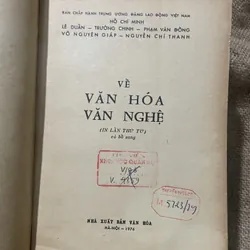 BAN CHẤP HÀNH TRUNG ƯƠNG ĐẢNG LAO ĐỘNG VIỆT NAM
HỒ CHÍ MINH
LÊ DUẨN – TRƯỜNG CHINH – PHẠM VĂN ĐỒNG
VÕ NGUYÊN GIÁP – NGUYỄN CHÍ THANH
VỀ
VĂN HÓA
VĂN NGHỆ
(IN LẦN THỨ TƯ)
có bổ sung
NHÀ XUẤT BẢN VĂN HÓA
HÀ-NỘI – 1976